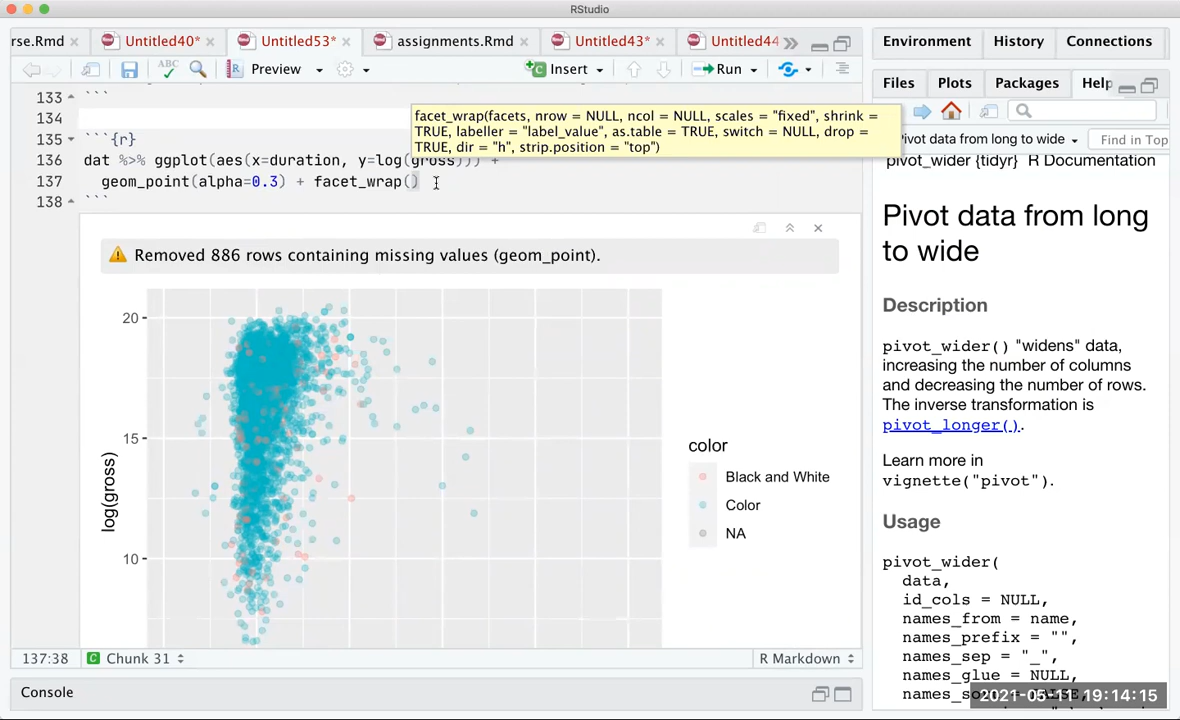 RStudio
rse.Rmd
Untitled40*
Untitled53*
assignments.Rmd
Untitled43*
Untitled44
ABC
Preview
Insert
Run
133 ```
134
135 ```{r}
136 dat %>% ggplot(aes(x=duration, y=log(gross))) +
137 geom_point(alpha=0.3) + facet_wrap()
138 ```
facet_wrap(facets, nrow = NULL, ncol = NULL, scales = "fixed", shrink =
TRUE, labeller = "label_value", as.table = TRUE, switch = NULL, drop =
TRUE, dir = "h", strip.position = "top")
Removed 886 rows containing missing values (geom_point).
20
15
10
log(gross)
color
Black and White
Color
NA
137:38
Chunk 31
R Markdown
Console
Environment
History
Connections
Files
Plots
Packages
Help
Pivot data from long to wide
Find in Top
pivot_wider {tidyr}
R Documentation
Pivot data from long
to wide
Description
pivot_wider() "widens" data,
increasing the number of columns
and decreasing the number of rows.
The inverse transformation is
pivot_longer().
Learn more in
vignette("pivot").
Usage
pivot_wider(
data,
id_cols = NULL,
names_from = name,
names_prefix = "",
names_sep = "_",
names_glue = NULL,
2021-05-11 19:14:15